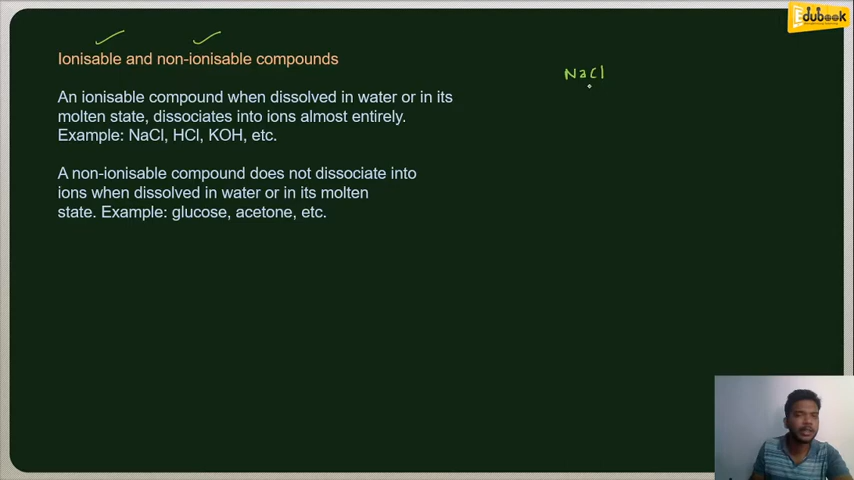 Edubook
Ionisable and non-ionisable compounds
NaCl
An ionisable compound when dissolved in water or in its
molten state, dissociates into ions almost entirely.
Example: NaCl, HCl, KOH, etc.
A non-ionisable compound does not dissociate into
ions when dissolved in water or in its molten
state. Example: glucose, acetone, etc.